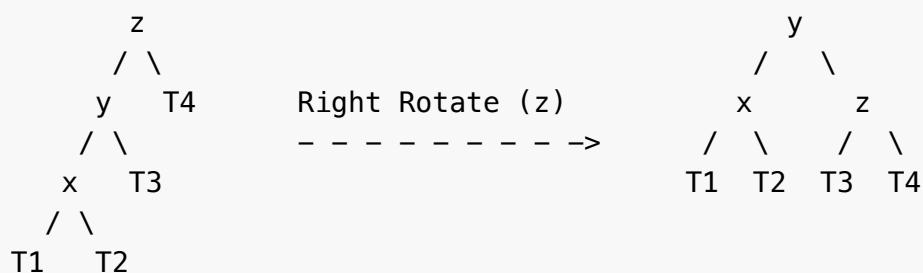 z                                      y
/ \                                   /   \
y   T4      Right Rotate (z)          x      z
/ \          - - - - - - - - ->      /  \    /  \
x   T3                               T1  T2  T3  T4
/ \
T1   T2